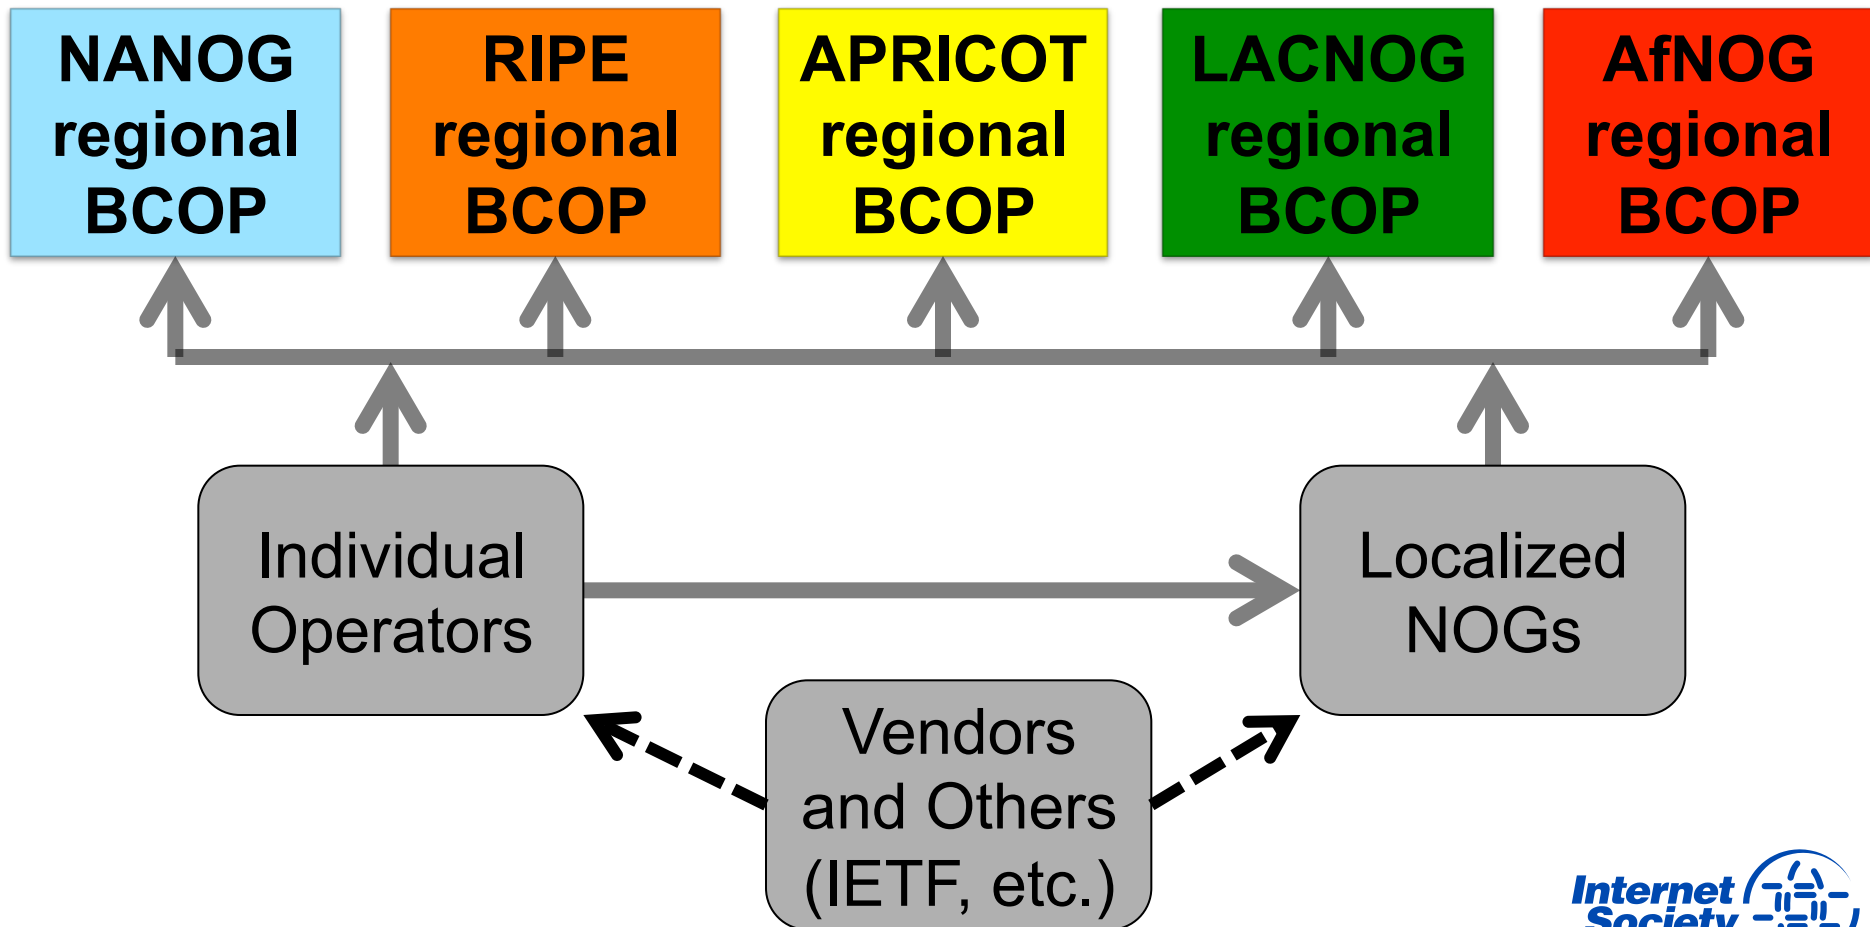 NANOG
regional
BCOP
RIPE
regional
BCOP
APRICOT
regional
BCOP
LACNOG
regional
BCOP
AfNOG
regional
BCOP
Individual
Operators
Localized
NOGs
Vendors
and Others
(IETF, etc.)
Internet
Society